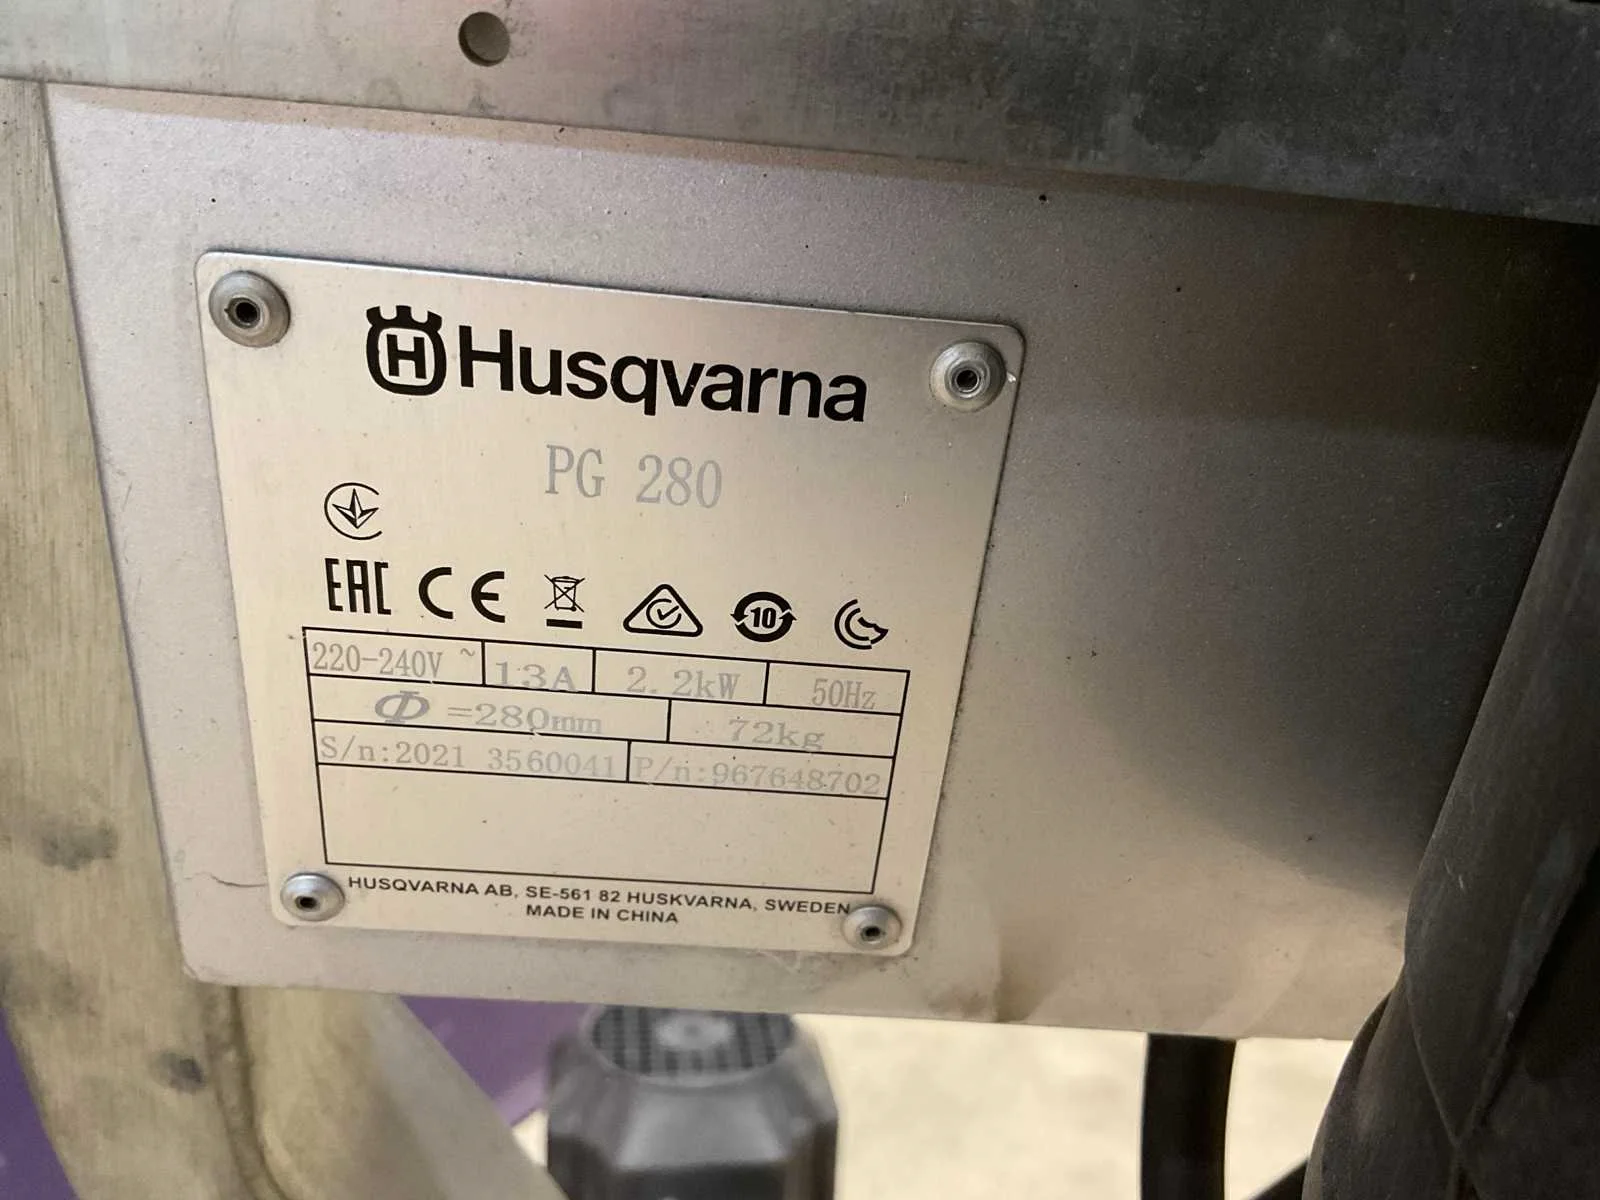 Husqvarna
PG 280
EAC CE 10
220-240V ~ 13A 2.2kW 50Hz
Φ =280mm 72kg
S/n:2021 3560041 P/n:967648702
HUSQVARNA AB, SE-561 82 HUSKVARNA, SWEDEN
MADE IN CHINA